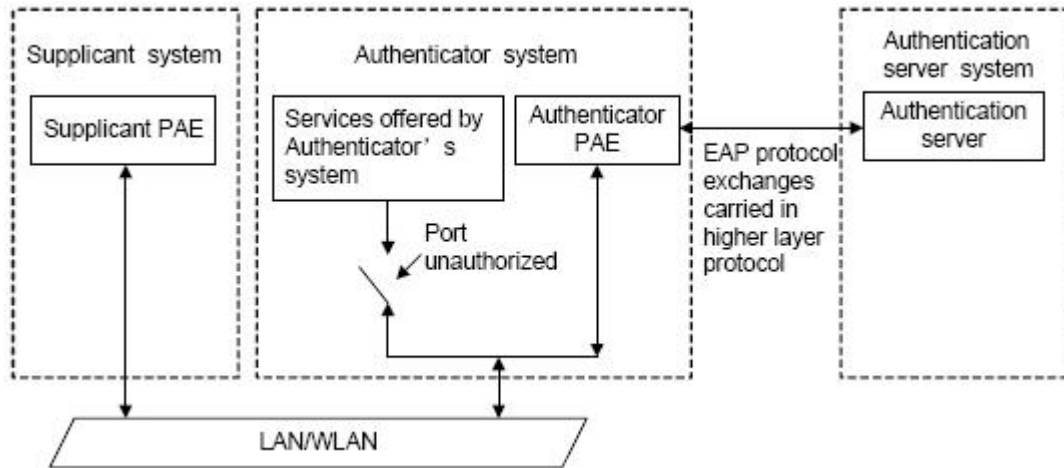 Supplicant system
Supplicant PAE
Authenticator system
Services offered by
Authenticator's
system
Authenticator
PAE
Port
unauthorized
EAP protocol
exchanges
carried in
higher layer
protocol
Authentication
server system
Authentication
server
LAN/WLAN